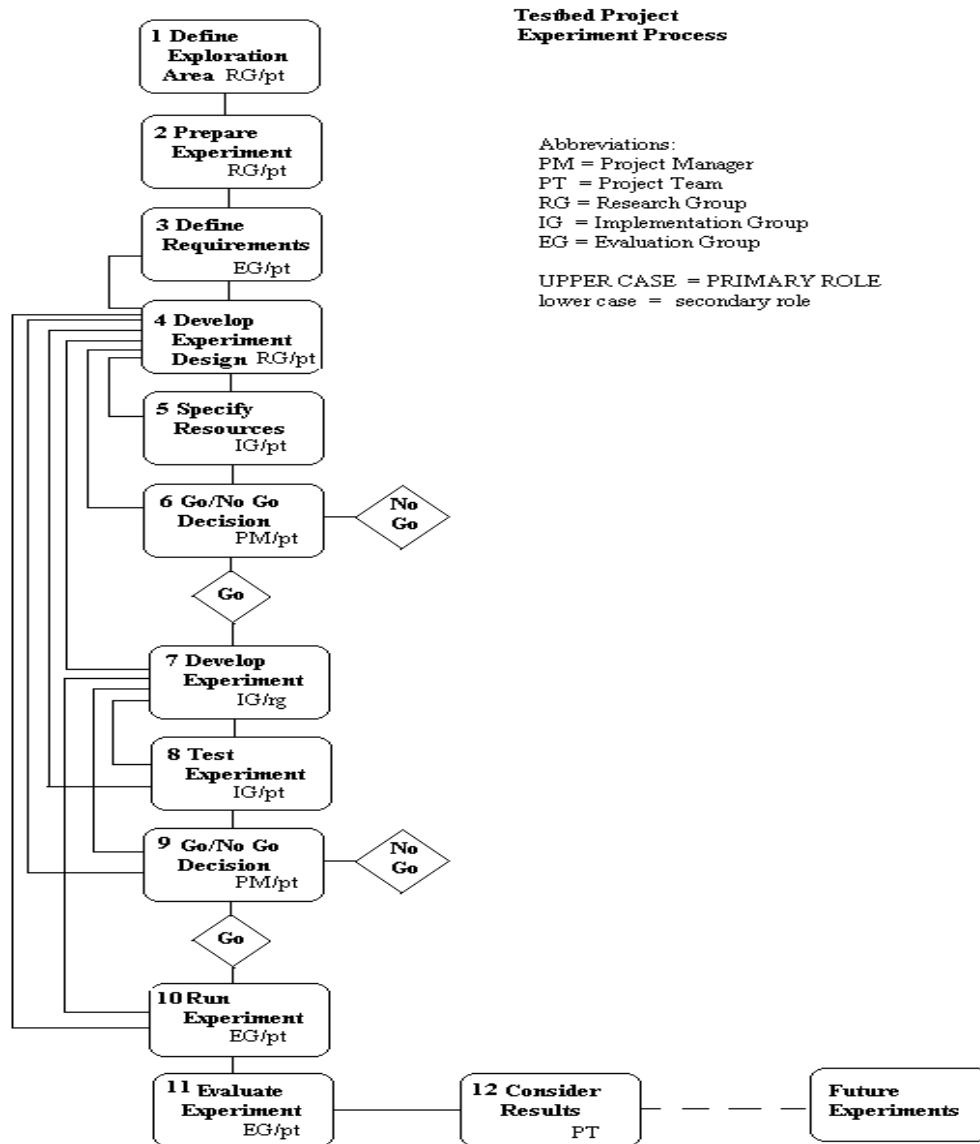 Testbed Project
Experiment Process
1 Define
Exploration
Area RG/pt
2 Prepare
Experiment
RG/pt
3 Define
Requirements
EG/pt
4 Develop
Experiment
Design RG/pt
5 Specify
Resources
IG/pt
6 Go/No Go
Decision
PM/pt
No
Go
Go
7 Develop
Experiment
IG/rg
8 Test
Experiment
IG/pt
9 Go/No Go
Decision
PM/pt
No
Go
Go
10 Run
Experiment
EG/pt
11 Evaluate
Experiment
EG/pt
12 Consider
Results
PT
Future
Experiments
Abbreviations:
PM = Project Manager
PT = Project Team
RG = Research Group
IG = Implementation Group
EG = Evaluation Group
UPPER CASE = PRIMARY ROLE
lower case = secondary role